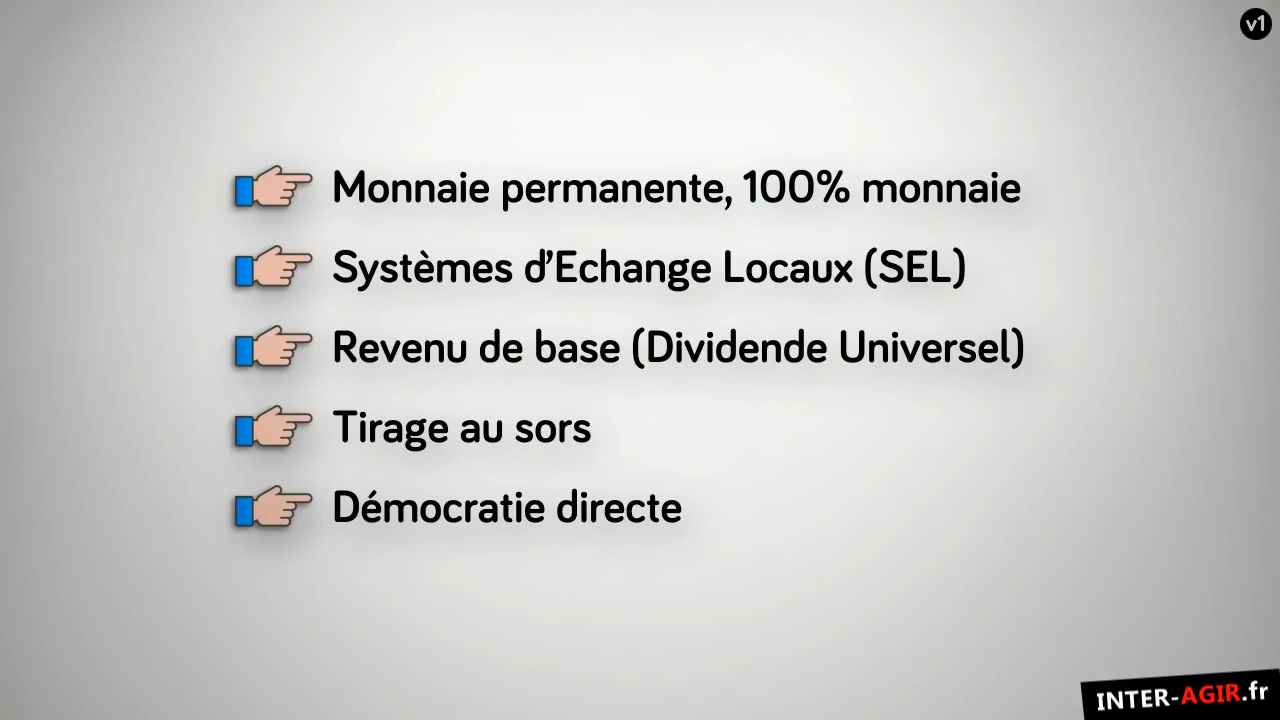 v1
Monnaie permanente, 100% monnaie
Systèmes d’Echange Locaux (SEL)
Revenu de base (Dividende Universel)
Tirage au sors
Démocratie directe
INTER-AGIR.fr